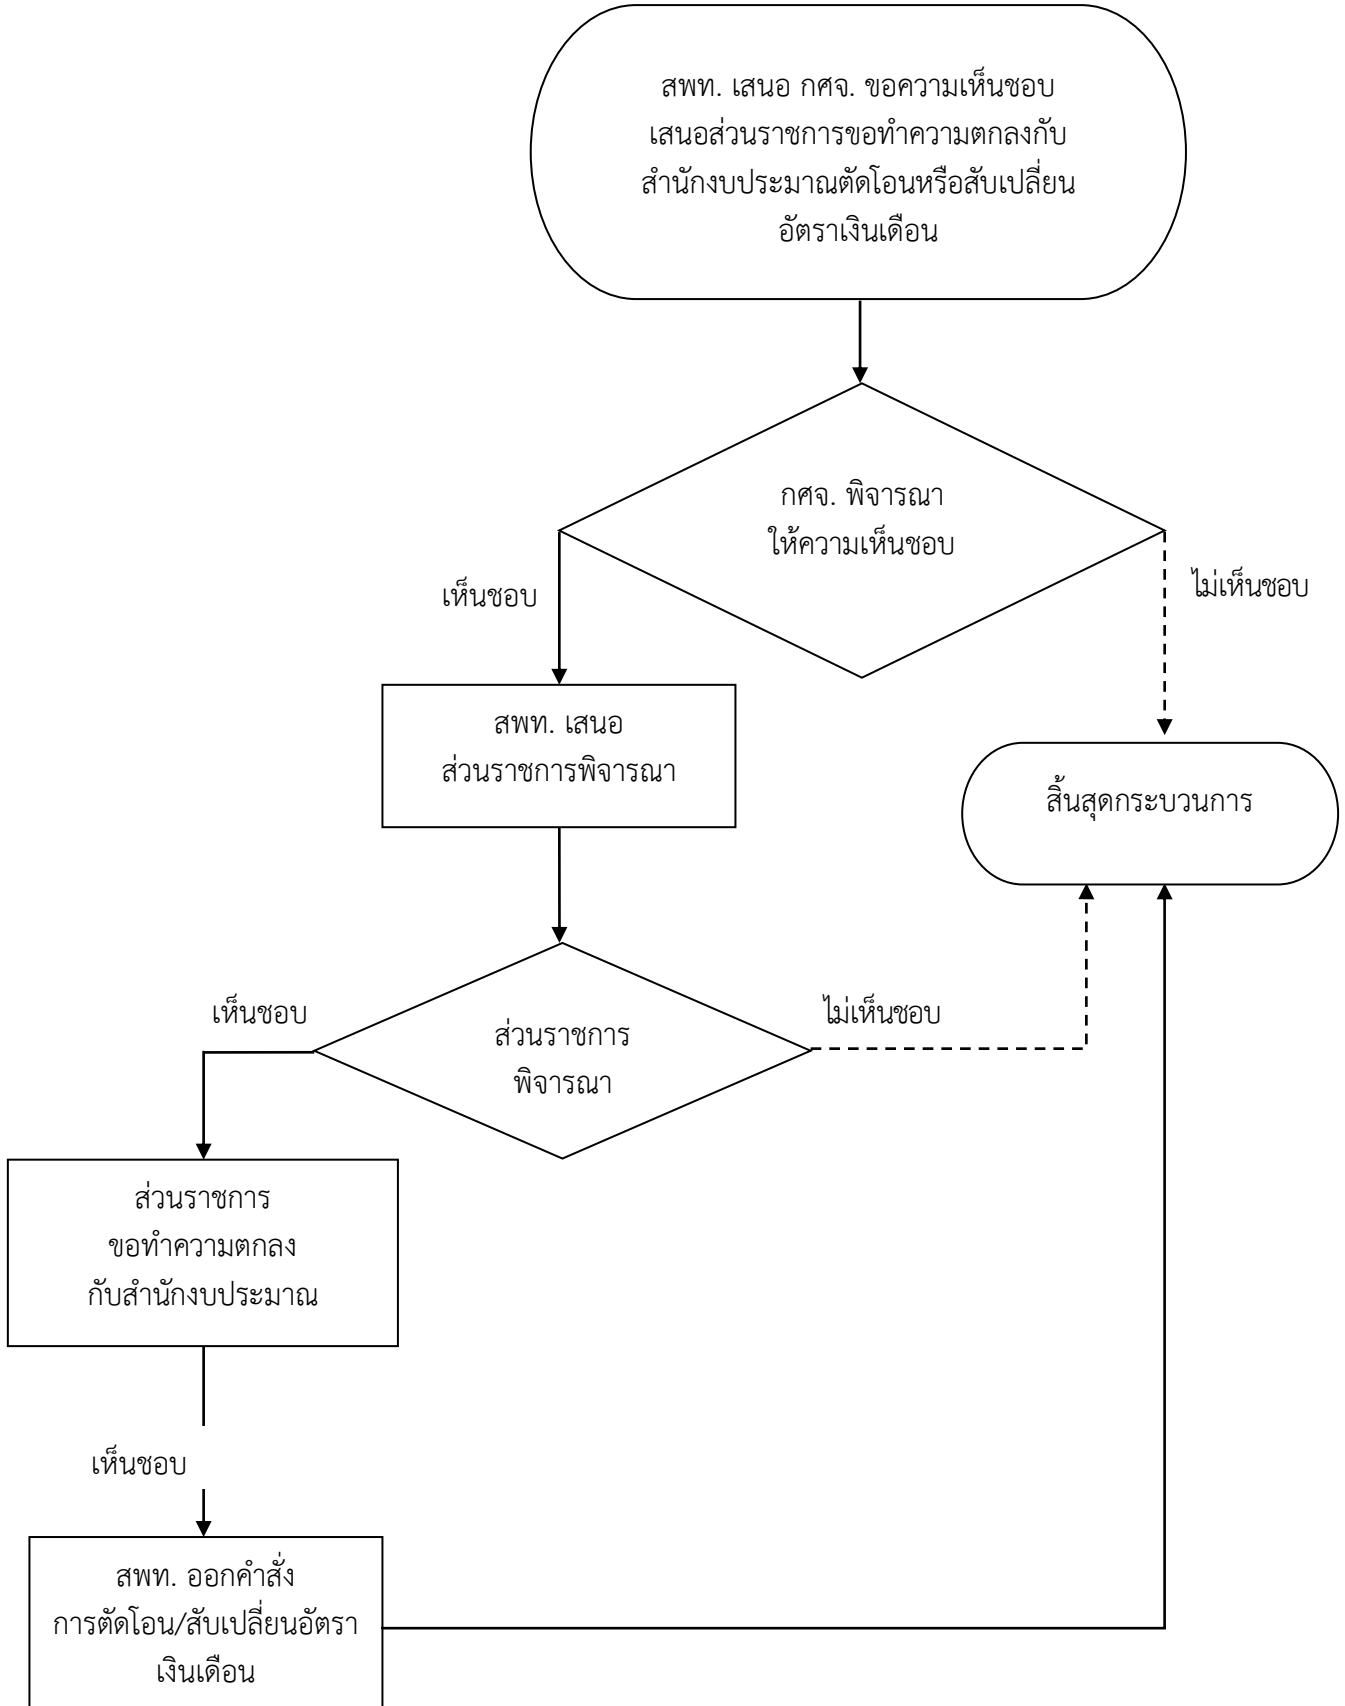 สพท. เสนอ กศจ. ขอความเห็นชอบ
เสนอส่วนราชการขอทำความตกลงกับ
สำนักงบประมาณตัดโอนหรือสับเปลี่ยน
อัตราเงินเดือน
กศจ. พิจารณา
ให้ความเห็นชอบ
เห็นชอบ
ไม่เห็นชอบ
สพท. เสนอ
ส่วนราชการพิจารณา
สิ้นสุดกระบวนการ
เห็นชอบ
ไม่เห็นชอบ
ส่วนราชการ
พิจารณา
ส่วนราชการ
ขอทำความตกลง
กับสำนักงบประมาณ
เห็นชอบ
สพท. ออกคำสั่ง
การตัดโอน/สับเปลี่ยนอัตรา
เงินเดือน